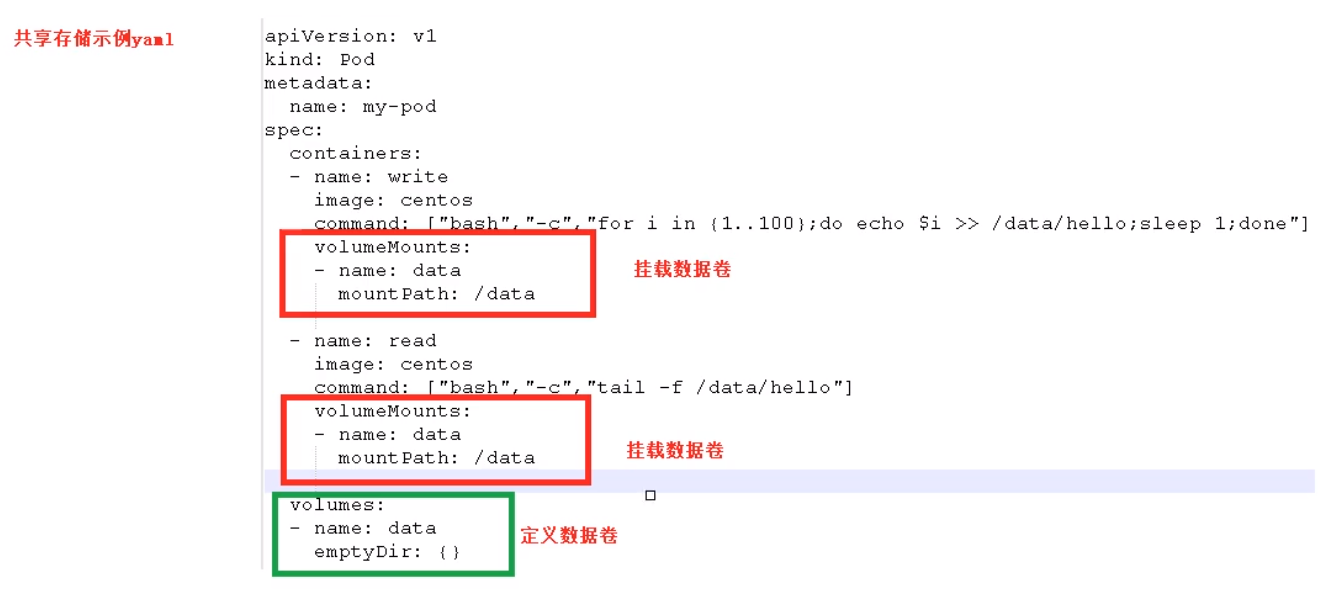 共享存储示例yaml
apiVersion: v1
kind: Pod
metadata:
  name: my-pod
spec:
  containers:
  - name: write
    image: centos
    command: ["bash","-c","for i in {1..100};do echo $i >> /data/hello;sleep 1;done"]
    volumeMounts:
    - name: data
      mountPath: /data
挂载数据卷
  - name: read
    image: centos
    command: ["bash","-c","tail -f /data/hello"]
    volumeMounts:
    - name: data
      mountPath: /data
挂载数据卷
  volumes:
  - name: data
    emptyDir: {}
定义数据卷